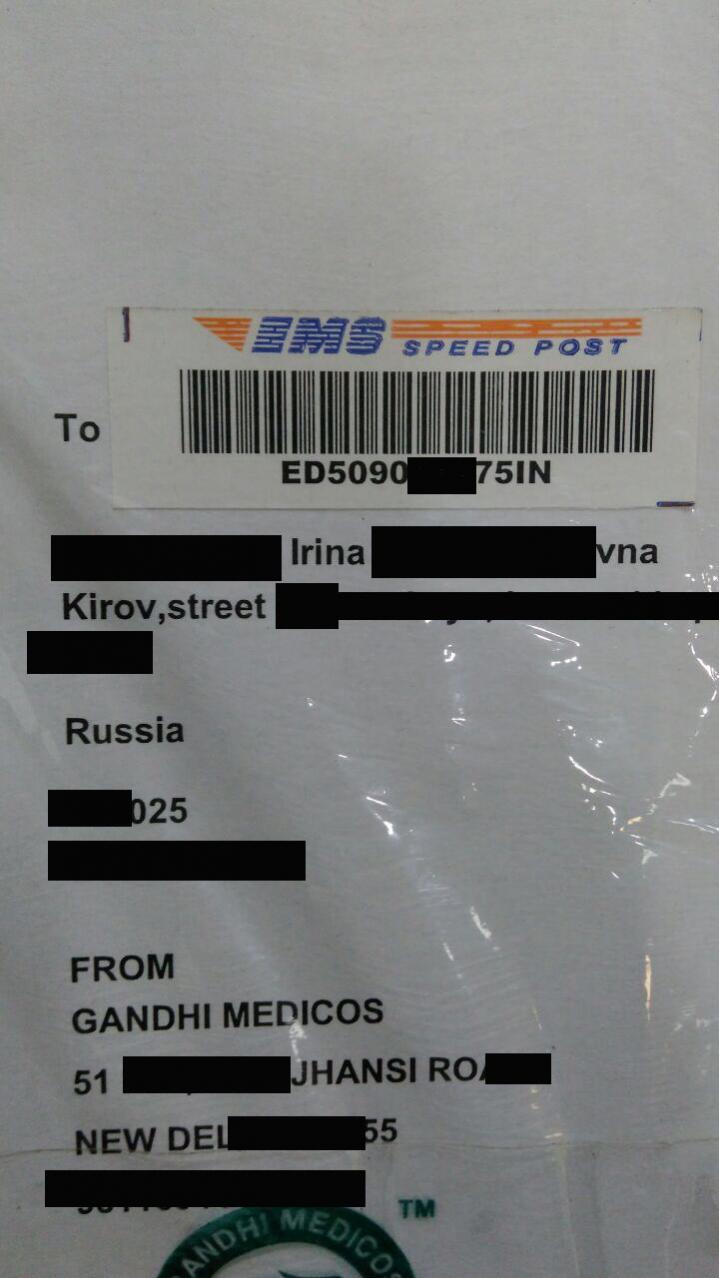 EMS SPEED POST
To
ED5090 75IN
Irina vna
Kirov,street
Russia
025
FROM
GANDHI MEDICOS
51 JHANSI
NEW DEL 55
TM
GANDHI MEDICOS